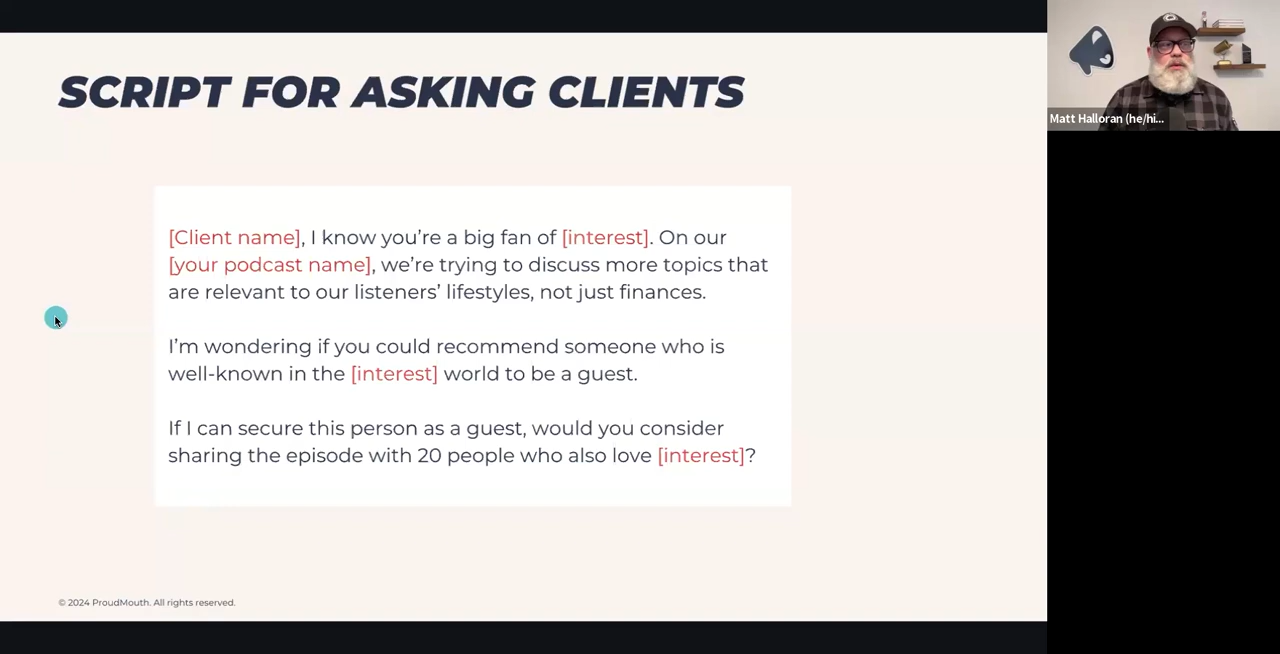 SCRIPT FOR ASKING CLIENTS
[Client name], I know you’re a big fan of [interest]. On our
[your podcast name], we’re trying to discuss more topics that
are relevant to our listeners’ lifestyles, not just finances.
I’m wondering if you could recommend someone who is
well-known in the [interest] world to be a guest.
If I can secure this person as a guest, would you consider
sharing the episode with 20 people who also love [interest]?
© 2024 ProudMouth. All rights reserved.
Matt Halloran (he/hi...